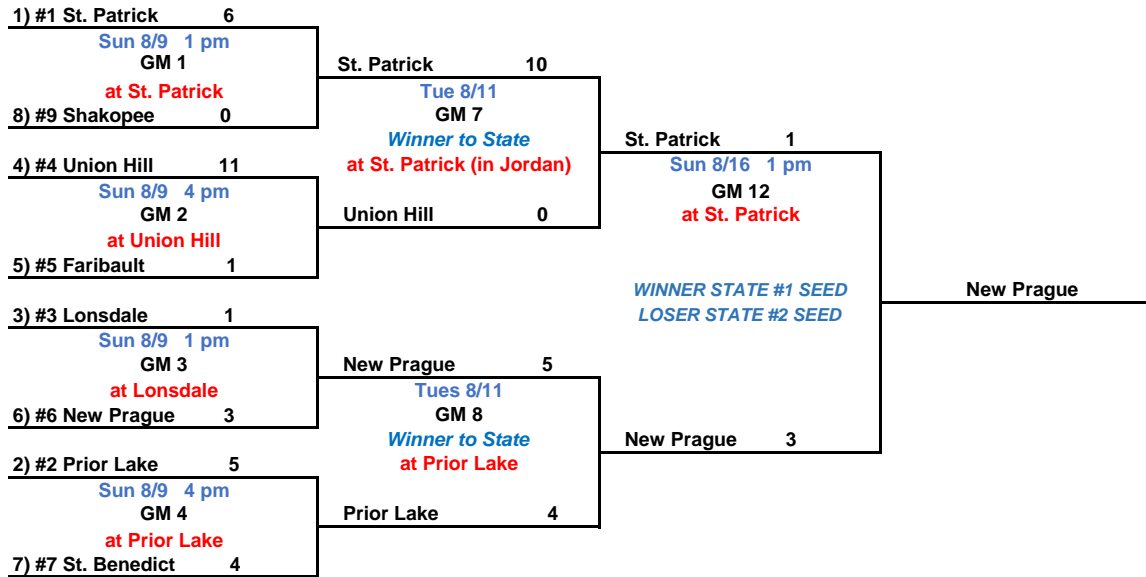 1) #1 St. Patrick 6
Sun 8/9 1 pm
GM 1
at St. Patrick
8) #9 Shakopee 0
4) #4 Union Hill 11
Sun 8/9 4 pm
GM 2
at Union Hill
5) #5 Faribault 1
3) #3 Lonsdale 1
Sun 8/9 1 pm
GM 3
at Lonsdale
6) #6 New Prague 3
2) #2 Prior Lake 5
Sun 8/9 4 pm
GM 4
at Prior Lake
7) #7 St. Benedict 4
St. Patrick 10
Tue 8/11
GM 7
Winner to State
at St. Patrick (in Jordan)
Union Hill 0
New Prague 5
Tues 8/11
GM 8
Winner to State
at Prior Lake
Prior Lake 4
St. Patrick 1
Sun 8/16 1 pm
GM 12
at St. Patrick
WINNER STATE #1 SEED
LOSER STATE #2 SEED
New Prague 3
New Prague